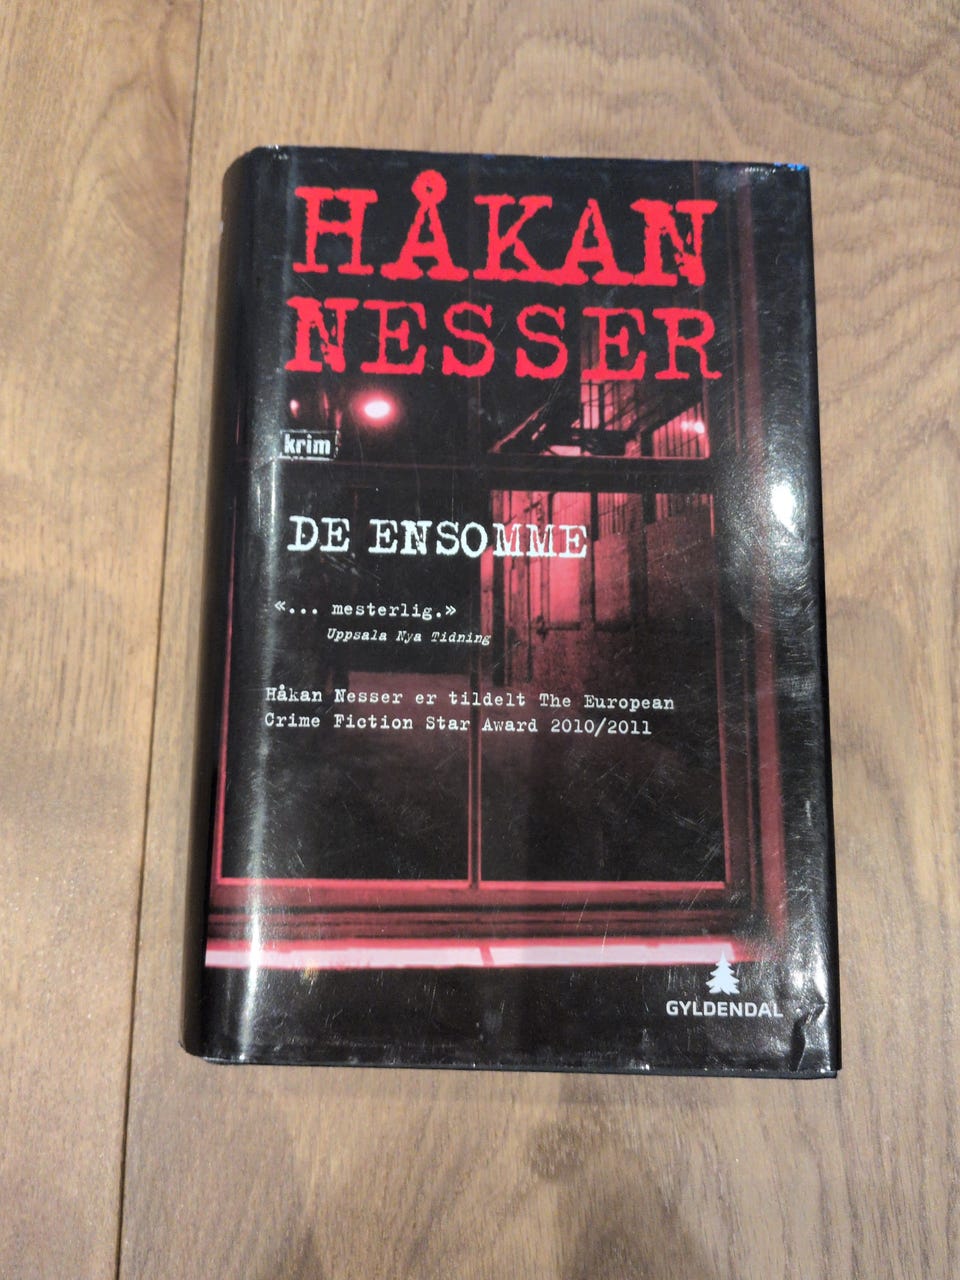 HÅKAN
NESSER
krim
DE ENSOMME
«... mesterlig.»
Uppsala Nya Tidning
Håkan Nesser er tildelt The European
Crime Fiction Star Award 2010/2011
GYLDENDAL